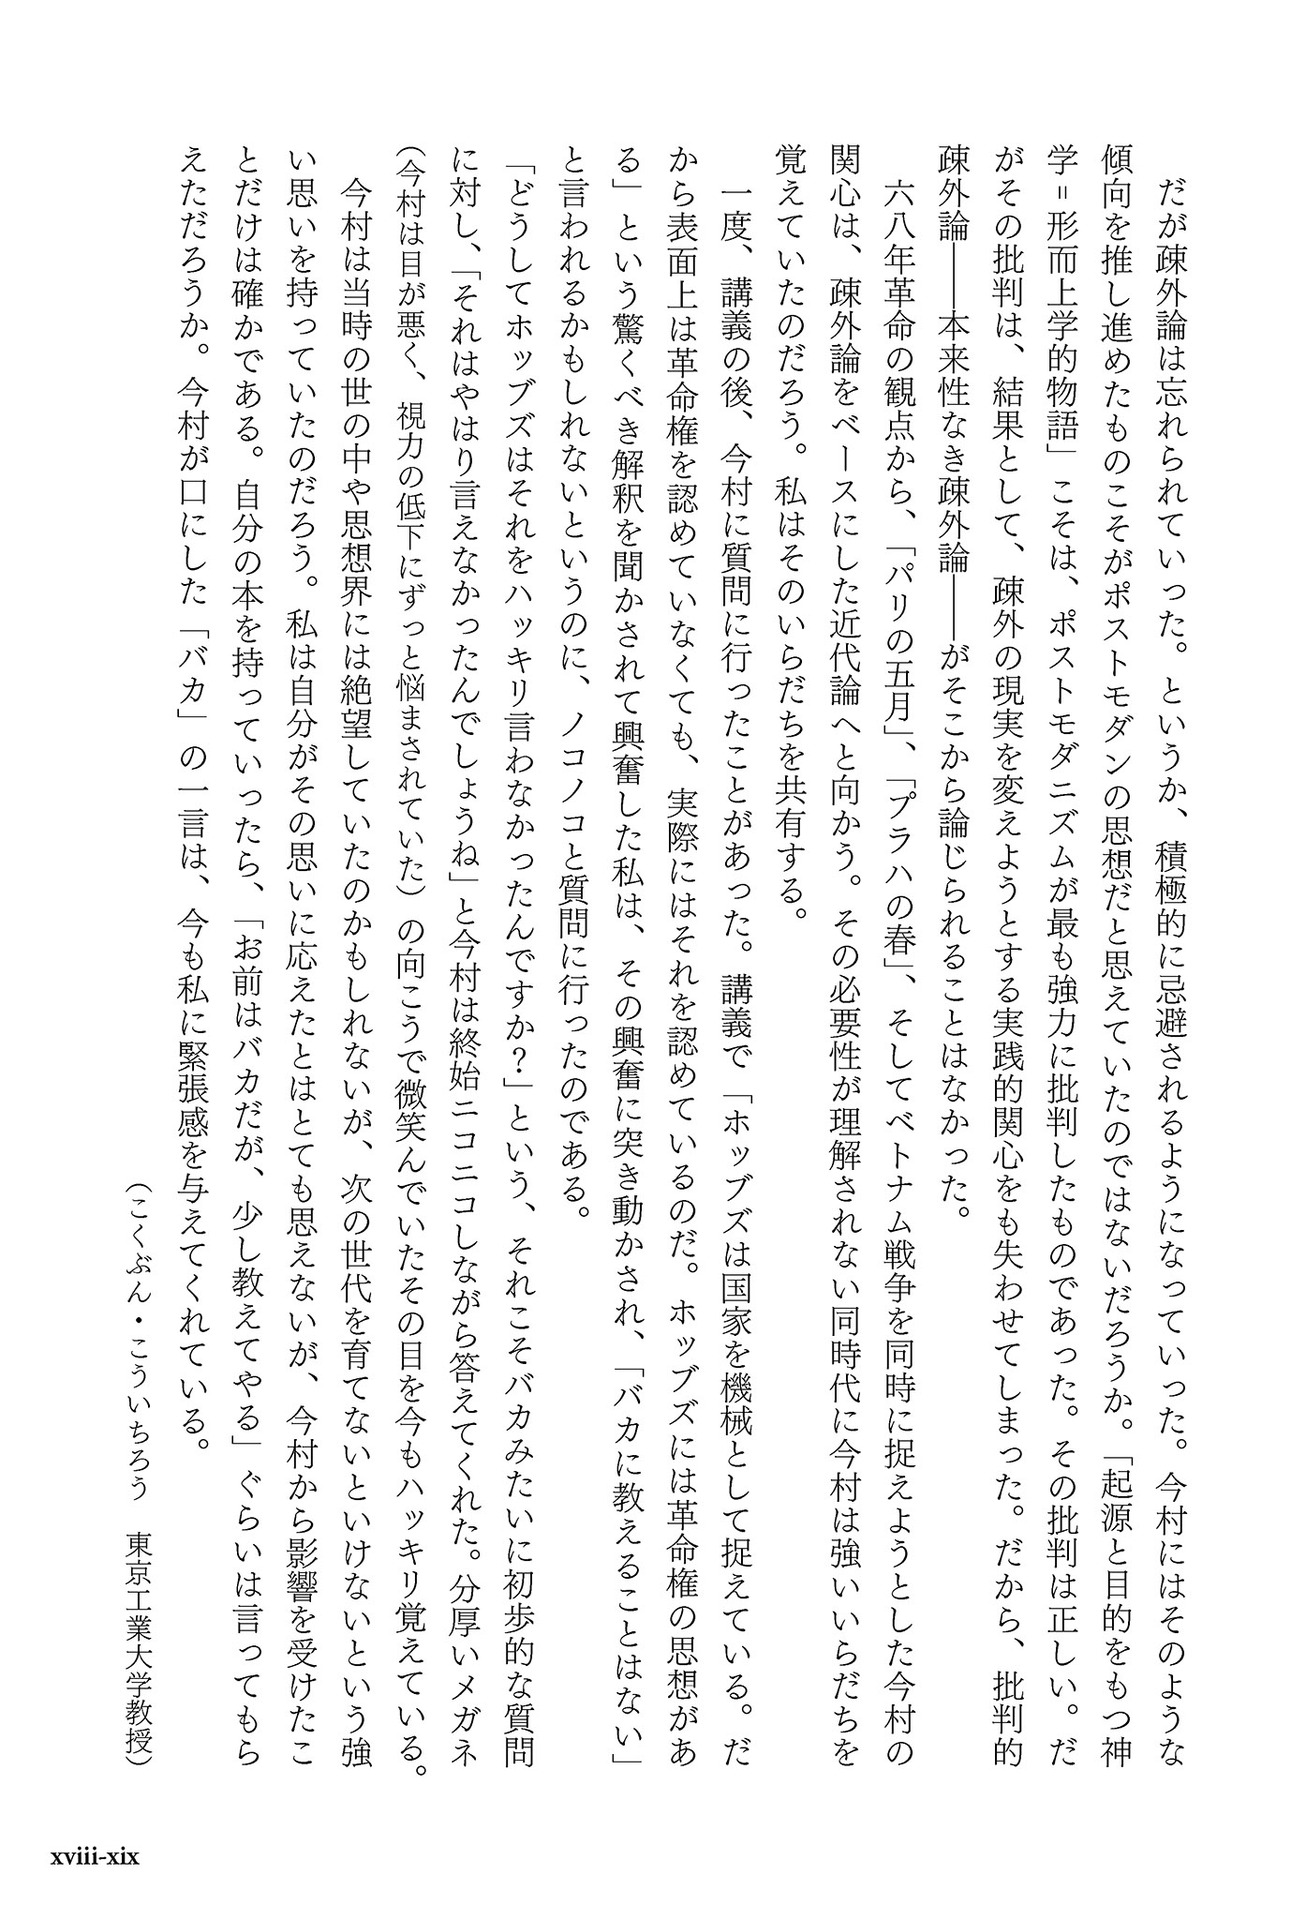 だが疎外論は忘れられていった。というか、積極的に忌避されるようになっていった。今村にはそのような
傾向を推し進めたものこそがポストモダンの思想だと思えていたのではないだろうか。「起源と目的をもつ神
学＝形而上学的物語」こそは、ポストモダニズムが最も強力に批判したものであった。その批判は正しい。だ
がその批判は、結果として、疎外の現実を変えようとする実践的関心をも失わせてしまった。だから、批判的
疎外論――本来性なき疎外論――がそこから論じられることはなかった。
六八年革命の観点から、「パリの五月」、「プラハの春」、そしてベトナム戦争を同時に捉えようとした今村の
関心は、疎外論をベースにした近代論へと向かう。その必要性が理解されない同時代に今村は強いいらだちを
覚えていたのだろう。私はそのいらだちを共有する。
一度、講義の後、今村に質問に行ったことがあった。講義で「ホッブズは国家を機械として捉えている。だ
から表面上は革命権を認めていなくても、実際にはそれを認めているのだ。ホッブズには革命権の思想があ
る」という驚くべき解釈を聞かされて興奮した私は、その興奮に突き動かされ、「バカに教えることはない」
と言われるかもしれないというのに、ノコノコと質問に行ったのである。
「どうしてホッブズはそれをハッキリ言わなかったんですか？」という、それこそバカみたいに初歩的な質問
に対し、「それはやはり言えなかったんでしょうね」と今村は終始ニコニコしながら答えてくれた。分厚いメガネ
（今村は目が悪く、視力の低下にずっと悩まされていた）の向こうで微笑んでいたその目を今もハッキリ覚えている。
今村は当時の世の中や思想界には絶望していたのかもしれないが、次の世代を育てないといけないという強
い思いを持っていたのだろう。私は自分がその思いに応えたとはとても思えないが、今村から影響を受けたこ
とだけは確かである。自分の本を持っていったら、「お前はバカだが、少し教えてやる」ぐらいは言ってもら
えただろうか。今村が口にした「バカ」の一言は、今も私に緊張感を与えてくれている。
（こくぶん・こういちろう　東京工業大学教授）
xviii-xix